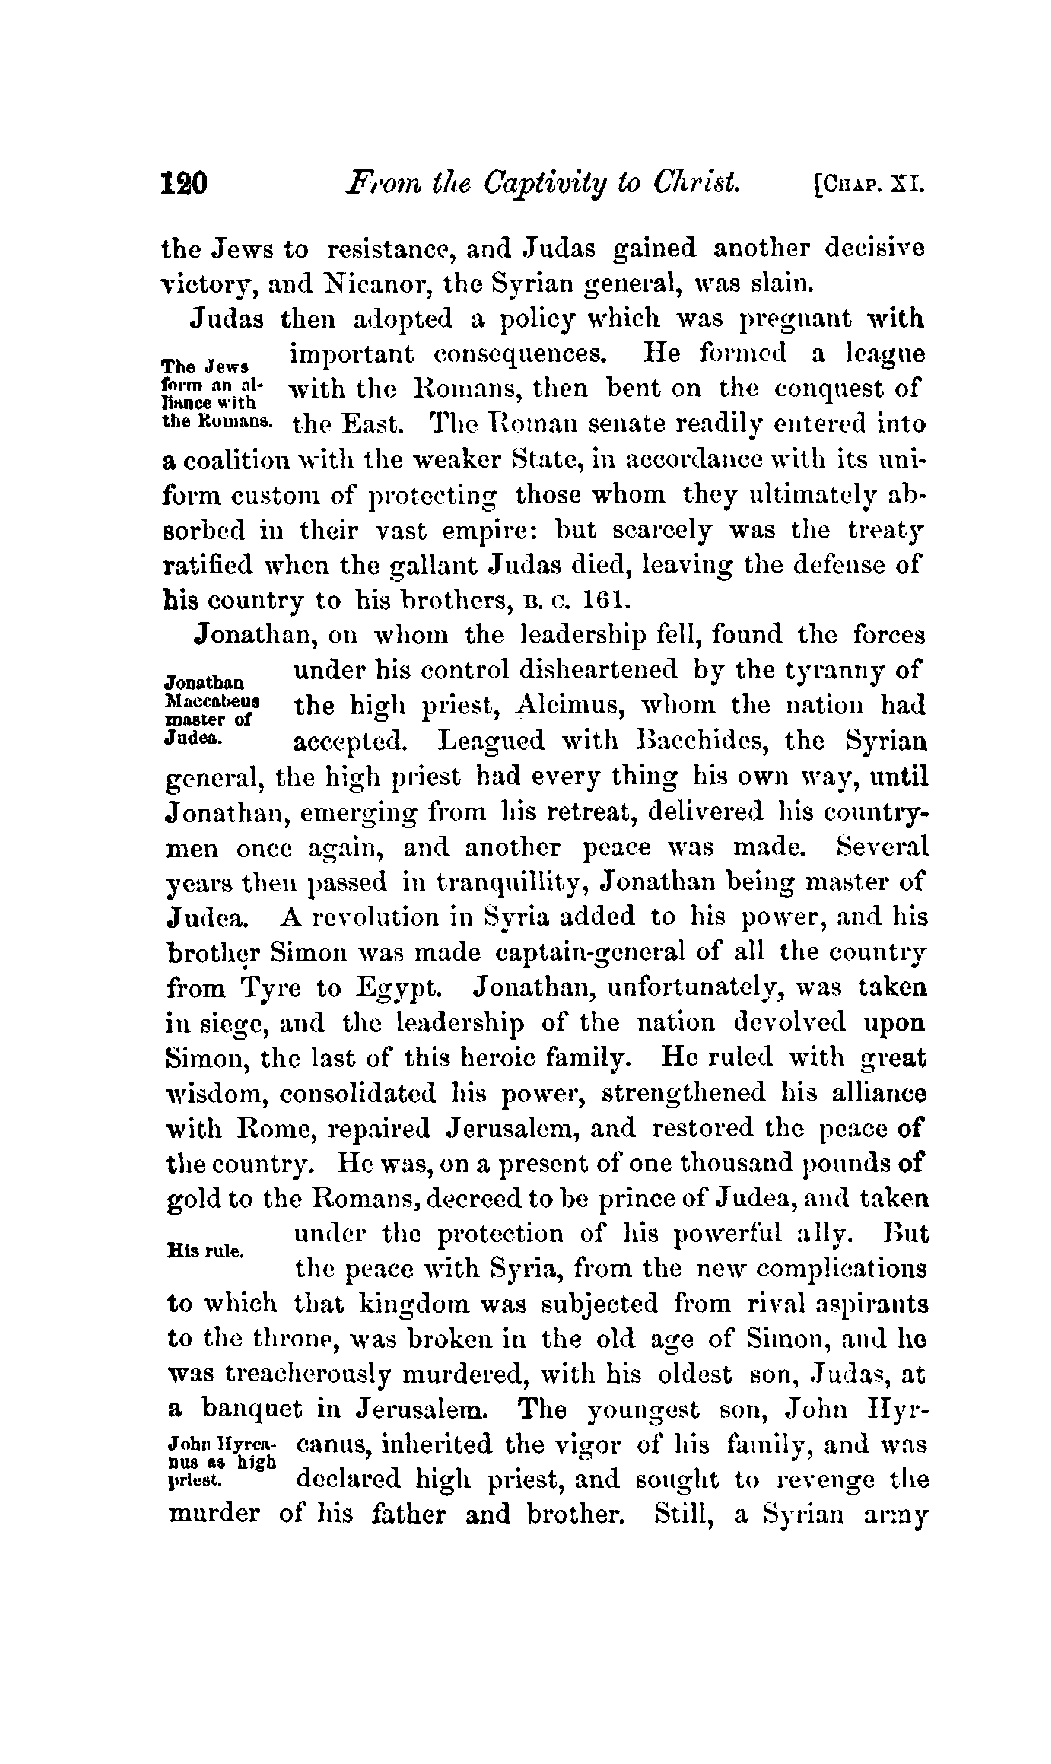 120 From the Captivity to Christ. [CHAP. XI.
the Jews to resistance, and Judas gained another decisive
victory, and Nicanor, the Syrian general, was slain.
Judas then adopted a policy which was pregnant with
important consequences. He formed a league
The Jews
form an al-
liance with
the Romans.
with the Romans, then bent on the conquest of
the East. The Roman senate readily entered into
a coalition with the weaker State, in accordance with its uni-
form custom of protecting those whom they ultimately ab-
sorbed in their vast empire: but scarcely was the treaty
ratified when the gallant Judas died, leaving the defense of
his country to his brothers, B. C. 161.
Jonathan, on whom the leadership fell, found the forces
under his control disheartened by the tyranny of
Jonathan
Maccabeus
master of
Judea.
the high priest, Alcimus, whom the nation had
accepted. Leagued with Bacchides, the Syrian
general, the high priest had every thing his own way, until
Jonathan, emerging from his retreat, delivered his country-
men once again, and another peace was made. Several
years then passed in tranquillity, Jonathan being master of
Judea. A revolution in Syria added to his power, and his
brother Simon was made captain-general of all the country
from Tyre to Egypt. Jonathan, unfortunately, was taken
in siege, and the leadership of the nation devolved upon
Simon, the last of this heroic family. He ruled with great
wisdom, consolidated his power, strengthened his alliance
with Rome, repaired Jerusalem, and restored the peace of
the country. He was, on a present of one thousand pounds of
gold to the Romans, decreed to be prince of Judea, and taken
under the protection of his powerful ally. But
His rule.
the peace with Syria, from the new complications
to which that kingdom was subjected from rival aspirants
to the throne, was broken in the old age of Simon, and he
was treacherously murdered, with his oldest son, Judas, at
a banquet in Jerusalem. The youngest son, John Hyr-
John Hyrca-
nus as high
priest.
canus, inherited the vigor of his family, and was
declared high priest, and sought to revenge the
murder of his father and brother. Still, a Syrian army